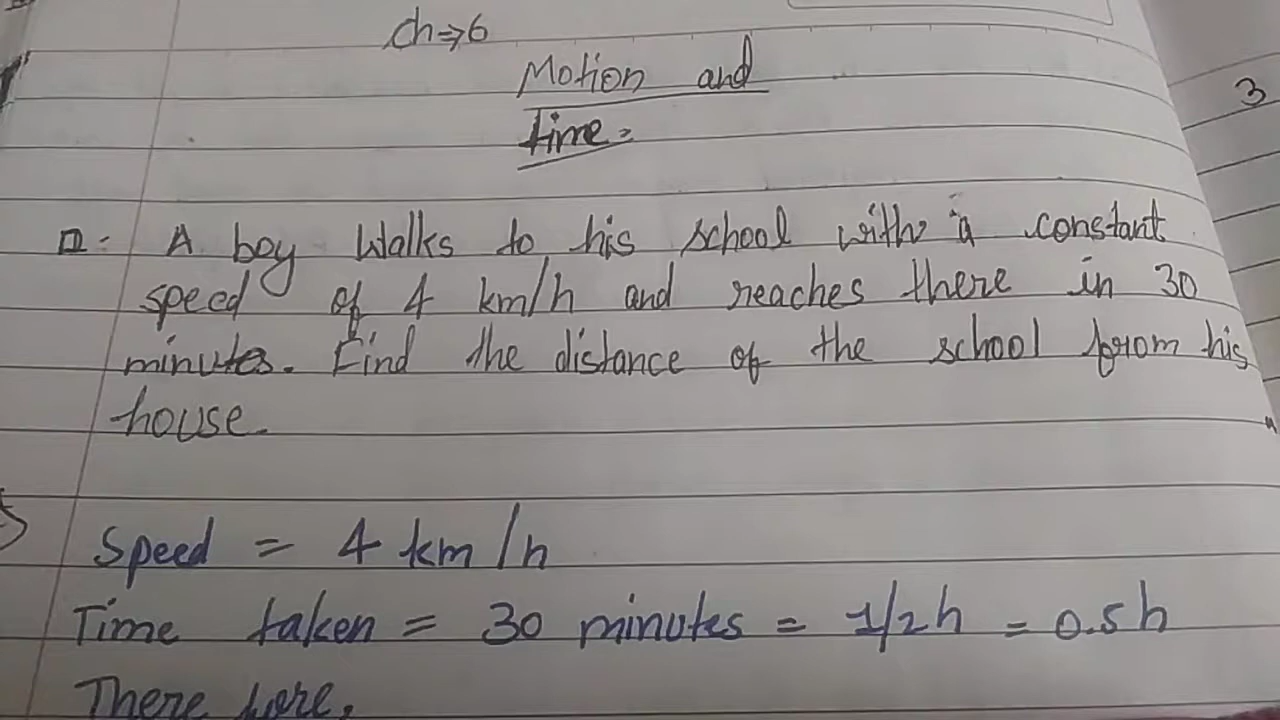 Ch⇒6
Motion and
time.
3
Q: A boy walks to his school with a constant
speed of 4 km/h and reaches there in 30
minutes. Find the distance of the school from his
house.
Speed = 4 km/h
Time taken = 30 minutes = 1/2 h = 0.5 h
There fore,